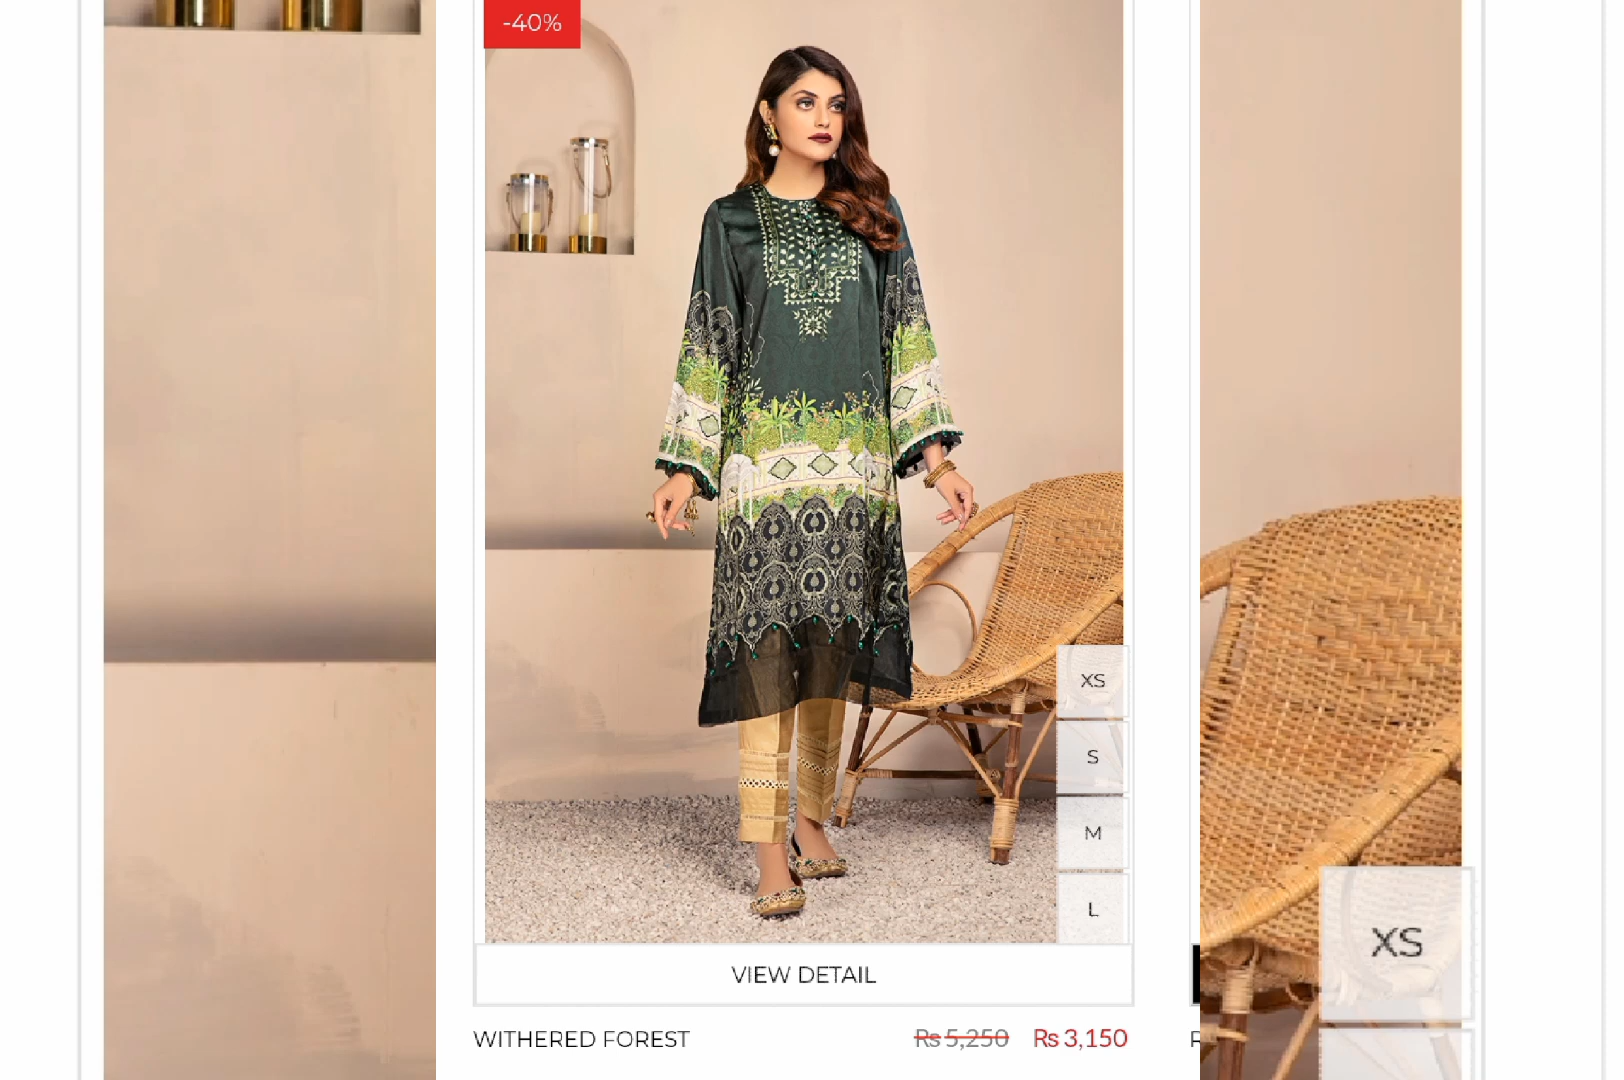 -40%
XS
S
M
L
XS
VIEW DETAIL
WITHERED FOREST Rs 5,250 Rs 3,150